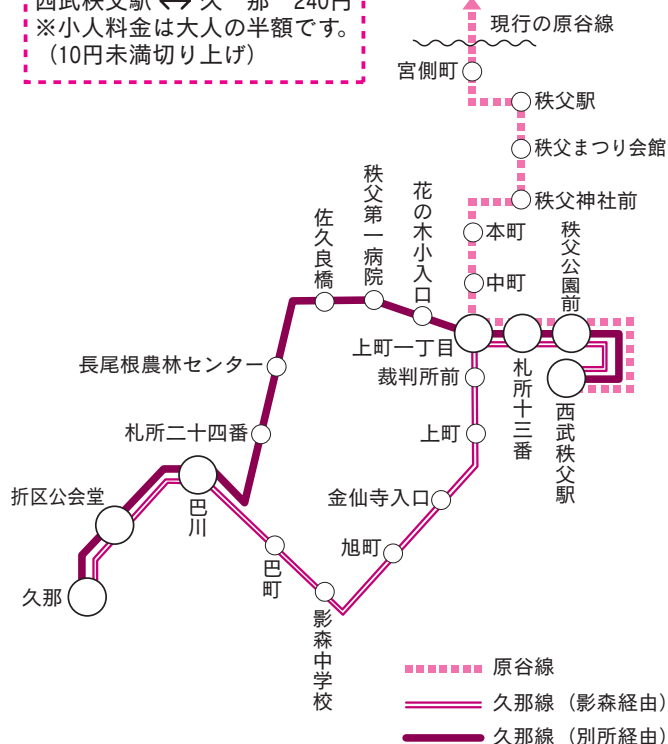 西武秩父駅 ⇔ 久 那 240円
※小人料金は大人の半額です。
（10円未満切り上げ）
現行の原谷線
宮側町
秩父駅
秩父まつり会館
秩父神社前
本町
中町
秩父公園前
花の木小入口
秩父第一病院
佐久良橋
上町一丁目
札所十三番
西武秩父駅
裁判所前
長尾根農林センター
上町
札所二十四番
折区公会堂
巴川
金仙寺入口
旭町
巴町
久那
影森中学校
原谷線
久那線（影森経由）
久那線（別所経由）